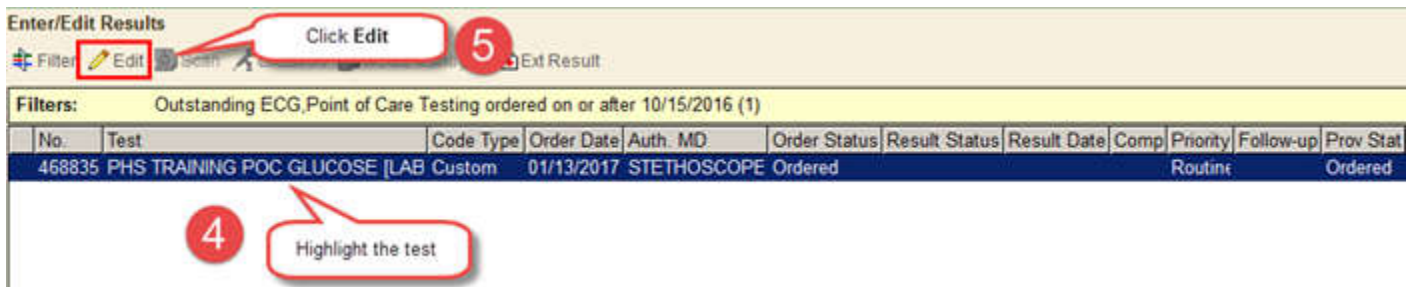 Enter/Edit Results
Click Edit
5
Filter Edit Scan Ext Result
Filters: Outstanding ECG,Point of Care Testing ordered on or after 10/15/2016 (1)
No. Test Code Type Order Date Auth. MD Order Status Result Status Result Date Comp Priority Follow-up Prov Stat
468835 PHS TRAINING POC GLUCOSE [LAB Custom 01/13/2017 STETHOSCOPE Ordered Routine Ordered
4
Highlight the test